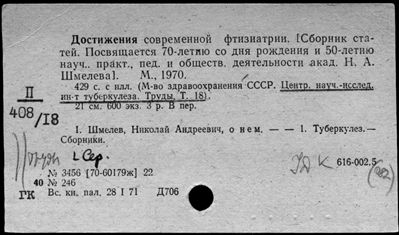 Достижения современной фтизиатрии. [Сборник ста-
тей. Посвящается 70-летию со дня рождения и 50-летию
науч., практ., пед. и обществ. деятельности акад. Н. А.
Шмелева]. М., 1970.
429 с. с илл. (М-во здравоохранения СССР. Центр. науч.-исслед.
ин-т туберкулеза. Труды, Т. 18).
21 см. 600 экз. 3 р. В пер.
II
408/18
I. Шмелев, Николай Андреевич, о нем. — — 1. Туберкулез.—
Сборники.
Сер.
616-002.5
№ 3456 [70-60179ж] 22
40 № 246
ГК Вс. кн. пал. 28 I 71 Д706